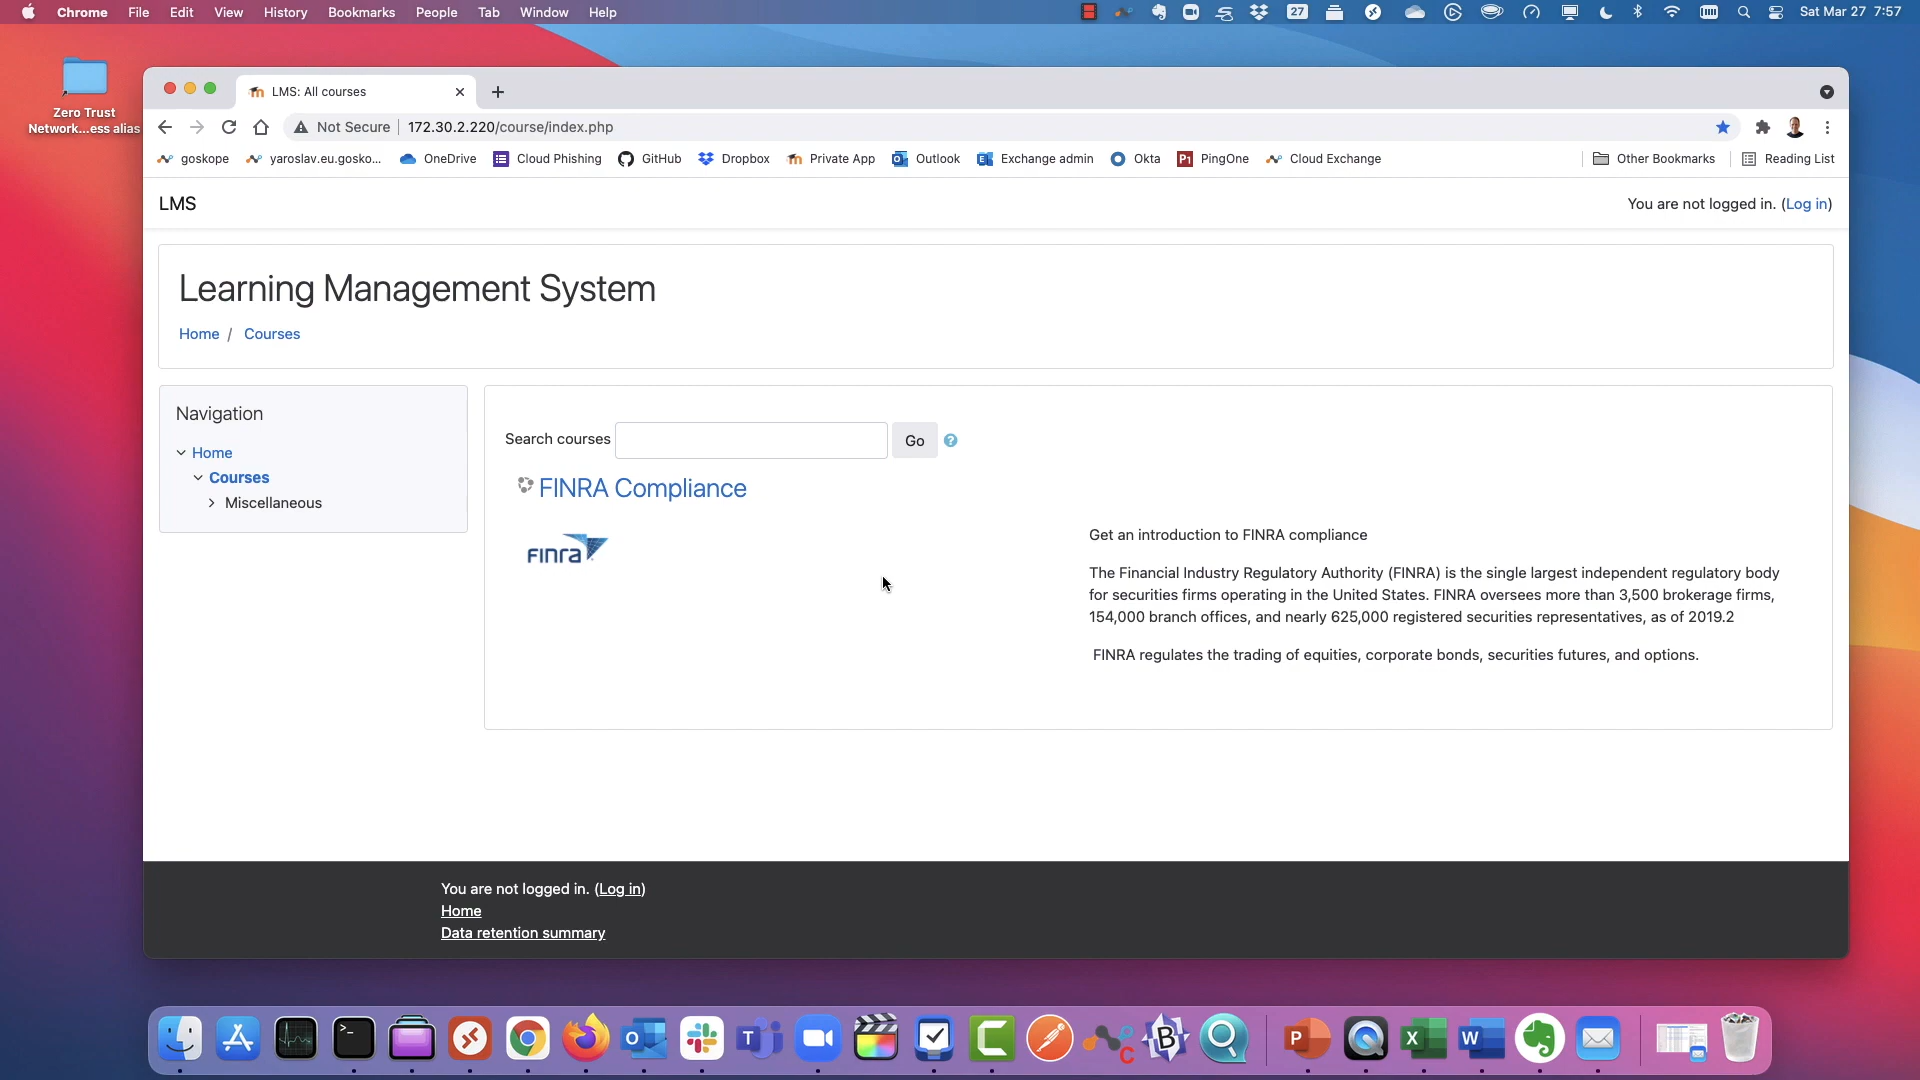 Chrome File Edit View History Bookmarks People Tab Window Help
27
Sat Mar 27 7:57
Zero Trust
Network...ess alias
LMS: All courses
Not Secure 172.30.2.220/course/index.php
goskope yaroslav.eu.gosko... OneDrive Cloud Phishing GitHub Dropbox Private App Outlook Exchange admin Okta PingOne Cloud Exchange Other Bookmarks Reading List
LMS
You are not logged in. (Log in)
Learning Management System
Home / Courses
Navigation
Home
Courses
Miscellaneous
Search courses Go ?
FINRA Compliance
finra
Get an introduction to FINRA compliance
The Financial Industry Regulatory Authority (FINRA) is the single largest independent regulatory body
for securities firms operating in the United States. FINRA oversees more than 3,500 brokerage firms,
154,000 branch offices, and nearly 625,000 registered securities representatives, as of 2019.2
FINRA regulates the trading of equities, corporate bonds, securities futures, and options.
You are not logged in. (Log in)
Home
Data retention summary